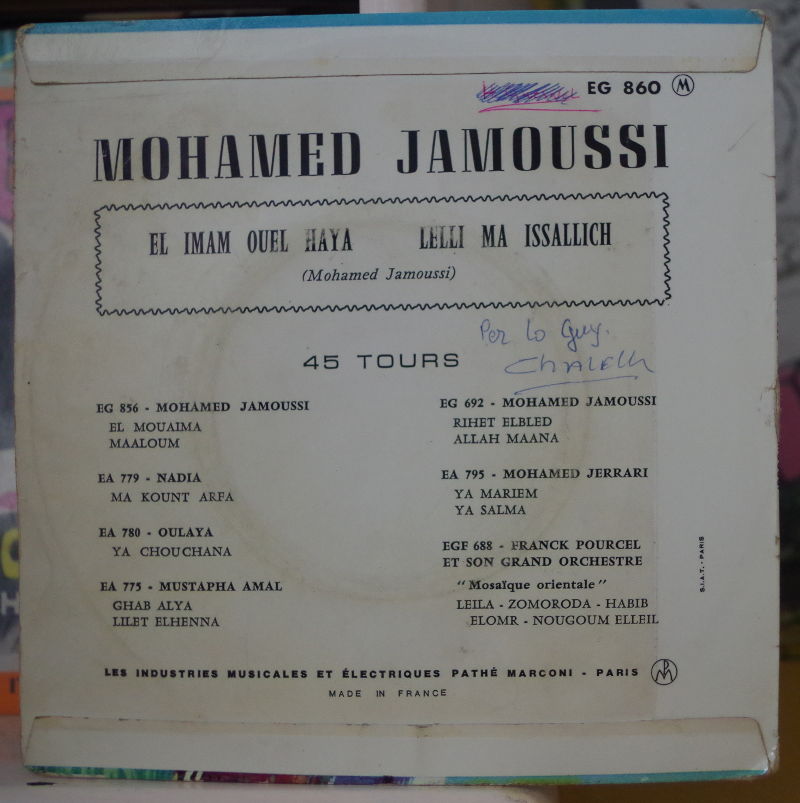 EG 860 M
MOHAMED JAMOUSSI
EL IMAM OUEL HAYA LELLI MA ISSALLICH
(Mohamed Jamoussi)
Per lo Guy.
45 TOURS
EG 856 - MOHAMED JAMOUSSI
EL MOUAIMA
MAALOUM
EA 779 - NADIA
MA KOUNT ARFA
EA 780 - OULAYA
YA CHOUCHANA
EA 775 - MUSTAPHA AMAL
GHAB ALYA
LILET ELHENNA
EG 692 - MOHAMED JAMOUSSI
RIHET ELBLED
ALLAH MAANA
EA 795 - MOHAMED JERRARI
YA MARIEM
YA SALMA
EGF 688 - FRANCK POURCEL
ET SON GRAND ORCHESTRE
"Mosaïque orientale"
LEILA - ZOMORODA - HABIB
ELOMR - NOUGOUM ELLEIL
S.I.A.T. - PARIS
LES INDUSTRIES MUSICALES ET ÉLECTRIQUES PATHÉ MARCONI - PARIS
MADE IN FRANCE